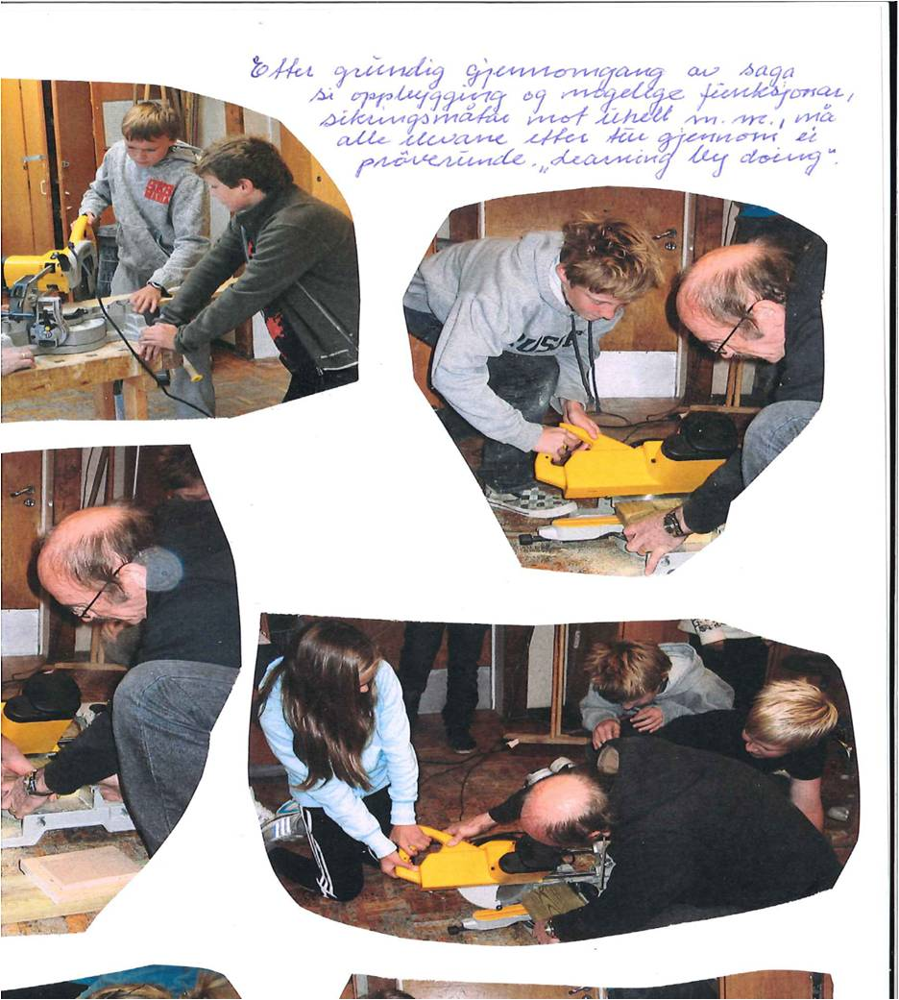 Etter grundig gjennomgang av saga
si oppbygging og mogelige funksjonar,
sikringsmåtar mot uhell m.m., må
alle elevane etter tur gjennom ei
prøverunde. „Learning by doing".